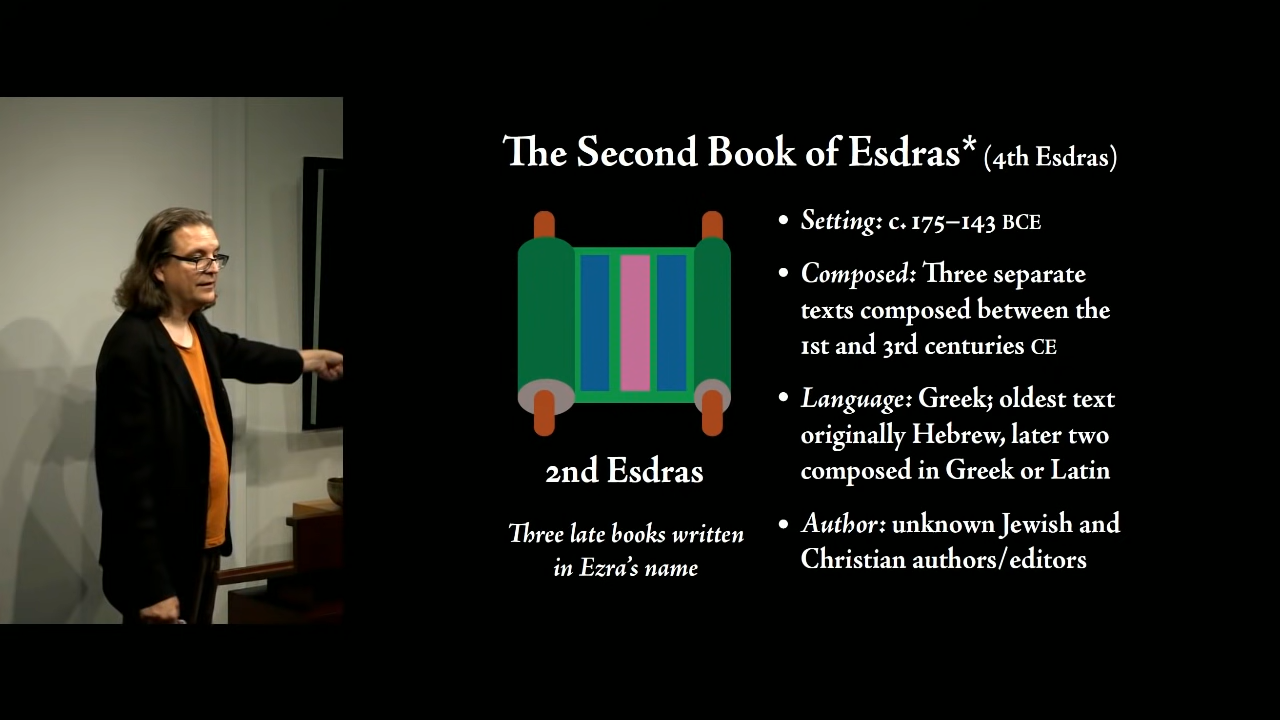 The Second Book of Esdras* (4th Esdras)
2nd Esdras
Three late books written
in Ezra's name
• Setting: c. 175–143 BCE
• Composed: Three separate
texts composed between the
1st and 3rd centuries CE
• Language: Greek; oldest text
originally Hebrew, later two
composed in Greek or Latin
• Author: unknown Jewish and
Christian authors/editors